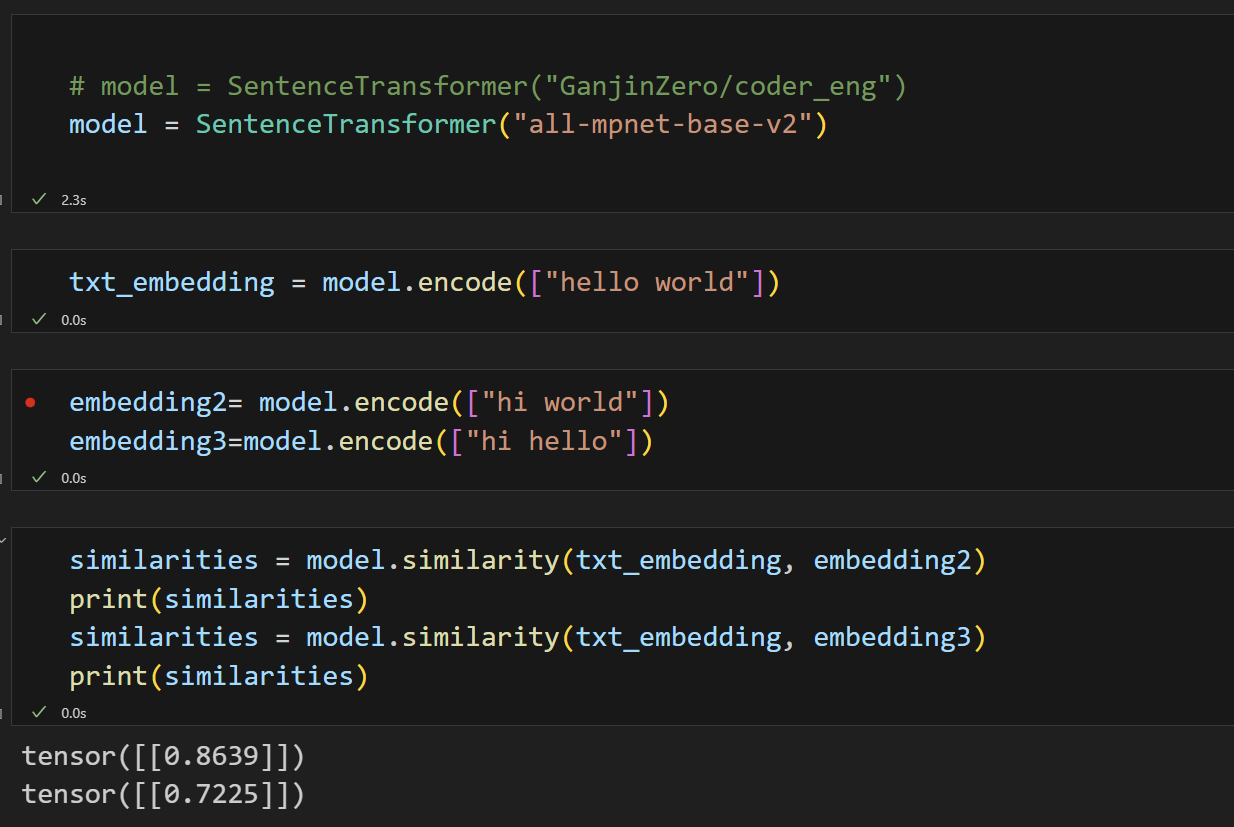 # model = SentenceTransformer("GanjinZero/coder_eng")
model = SentenceTransformer("all-mpnet-base-v2")
2.3s
txt_embedding = model.encode(["hello world"])
0.0s
embedding2= model.encode(["hi world"])
embedding3=model.encode(["hi hello"])
0.0s
similarities = model.similarity(txt_embedding, embedding2)
print(similarities)
similarities = model.similarity(txt_embedding, embedding3)
print(similarities)
0.0s
tensor([[0.8639]])
tensor([[0.7225]])